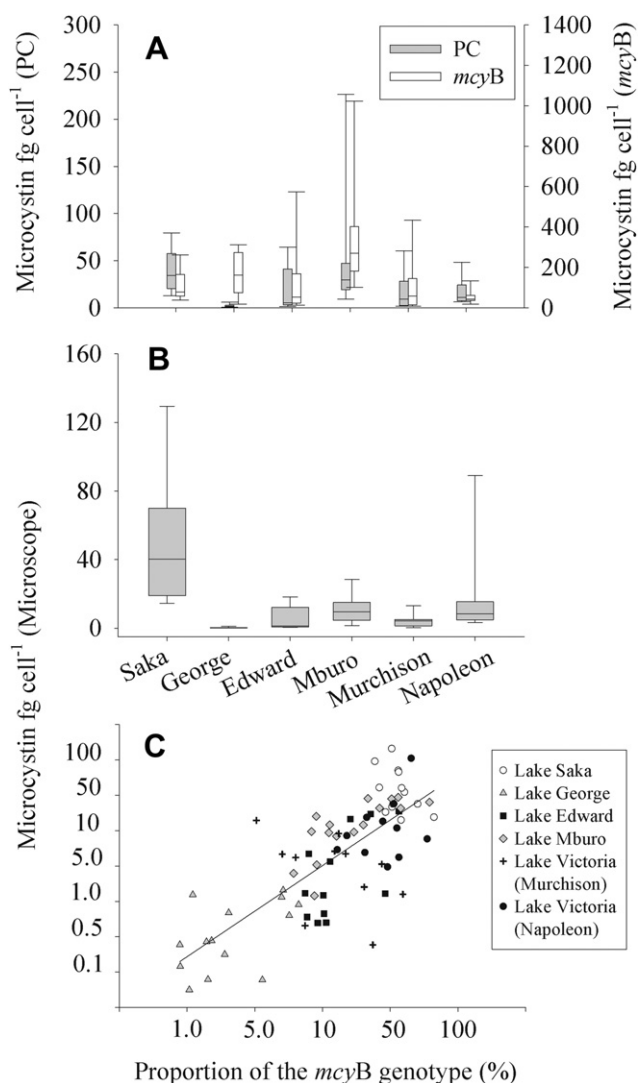 A
PC
mcyB
Microcystin fg cell⁻¹ (PC)
300
250
200
150
100
50
0
1400
1200
1000
800
600
400
200
0
Microcystin fg cell⁻¹ (mcyB)
B
160
120
80
40
0
Saka
George
Edward
Mburo
Murchison
Napoleon
Microcystin fg cell⁻¹ (Microscope)
C
100
50
10
5.0
1.0
0.5
0.1
1.0
5.0
10
50
100
Lake Saka
Lake George
Lake Edward
Lake Mburo
Lake Victoria
(Murchison)
Lake Victoria
(Napoleon)
Proportion of the mcyB genotype (%)